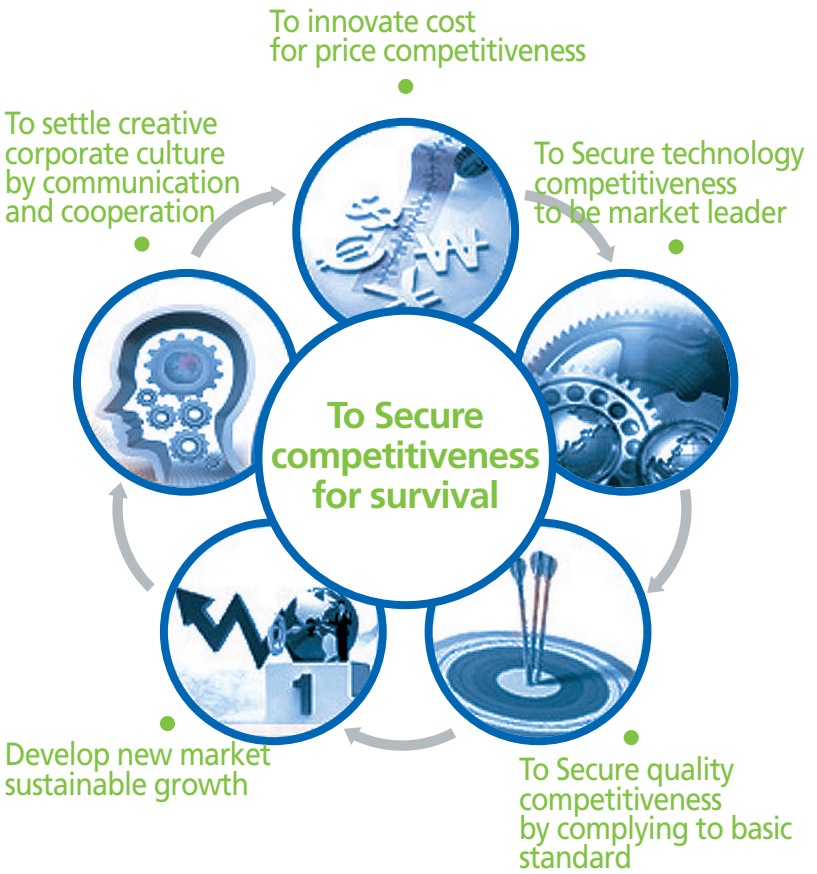 To innovate cost
for price competitiveness
To settle creative
corporate culture
by communication
and cooperation
To Secure technology
competitiveness
to be market leader
To Secure
competitiveness
for survival
1
Develop new market
sustainable growth
To Secure quality
competitiveness
by complying to basic
standard